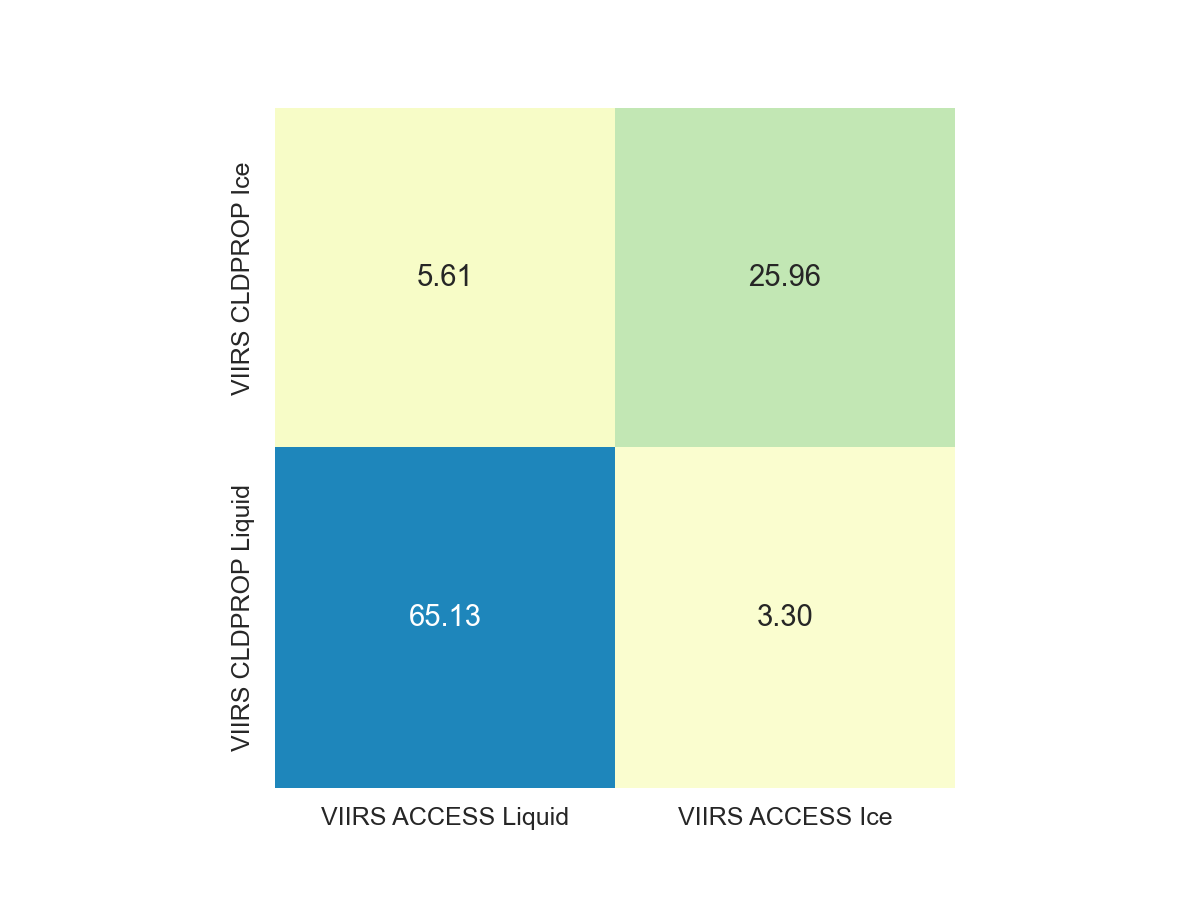 VIIRS CLDPROP Ice
5.61
25.96
VIIRS CLDPROP Liquid
65.13
3.30
VIIRS ACCESS Liquid
VIIRS ACCESS Ice